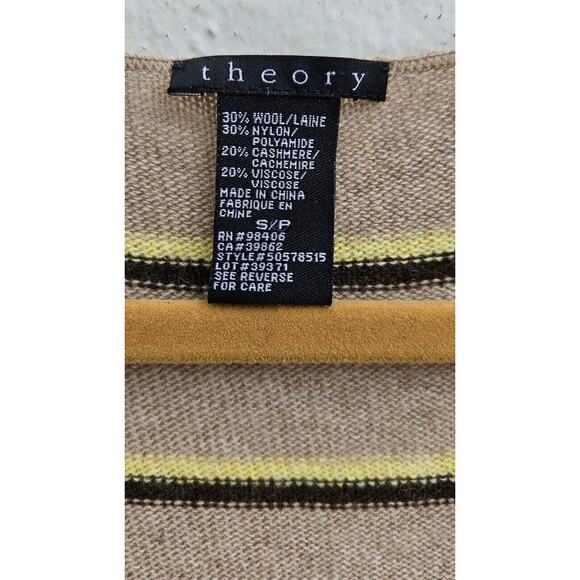 theory
30% WOOL/LAINE
30% NYLON/
POLYAMIDE
20% CASHMERE/
CACHEMIRE
20% VISCOSE/
VISCOSE
MADE IN CHINA
FABRIQUE EN
CHINE
S/P
RN#98406
CA#39862
STYLE#50578515
LOT#39371
SEE REVERSE
FOR CARE